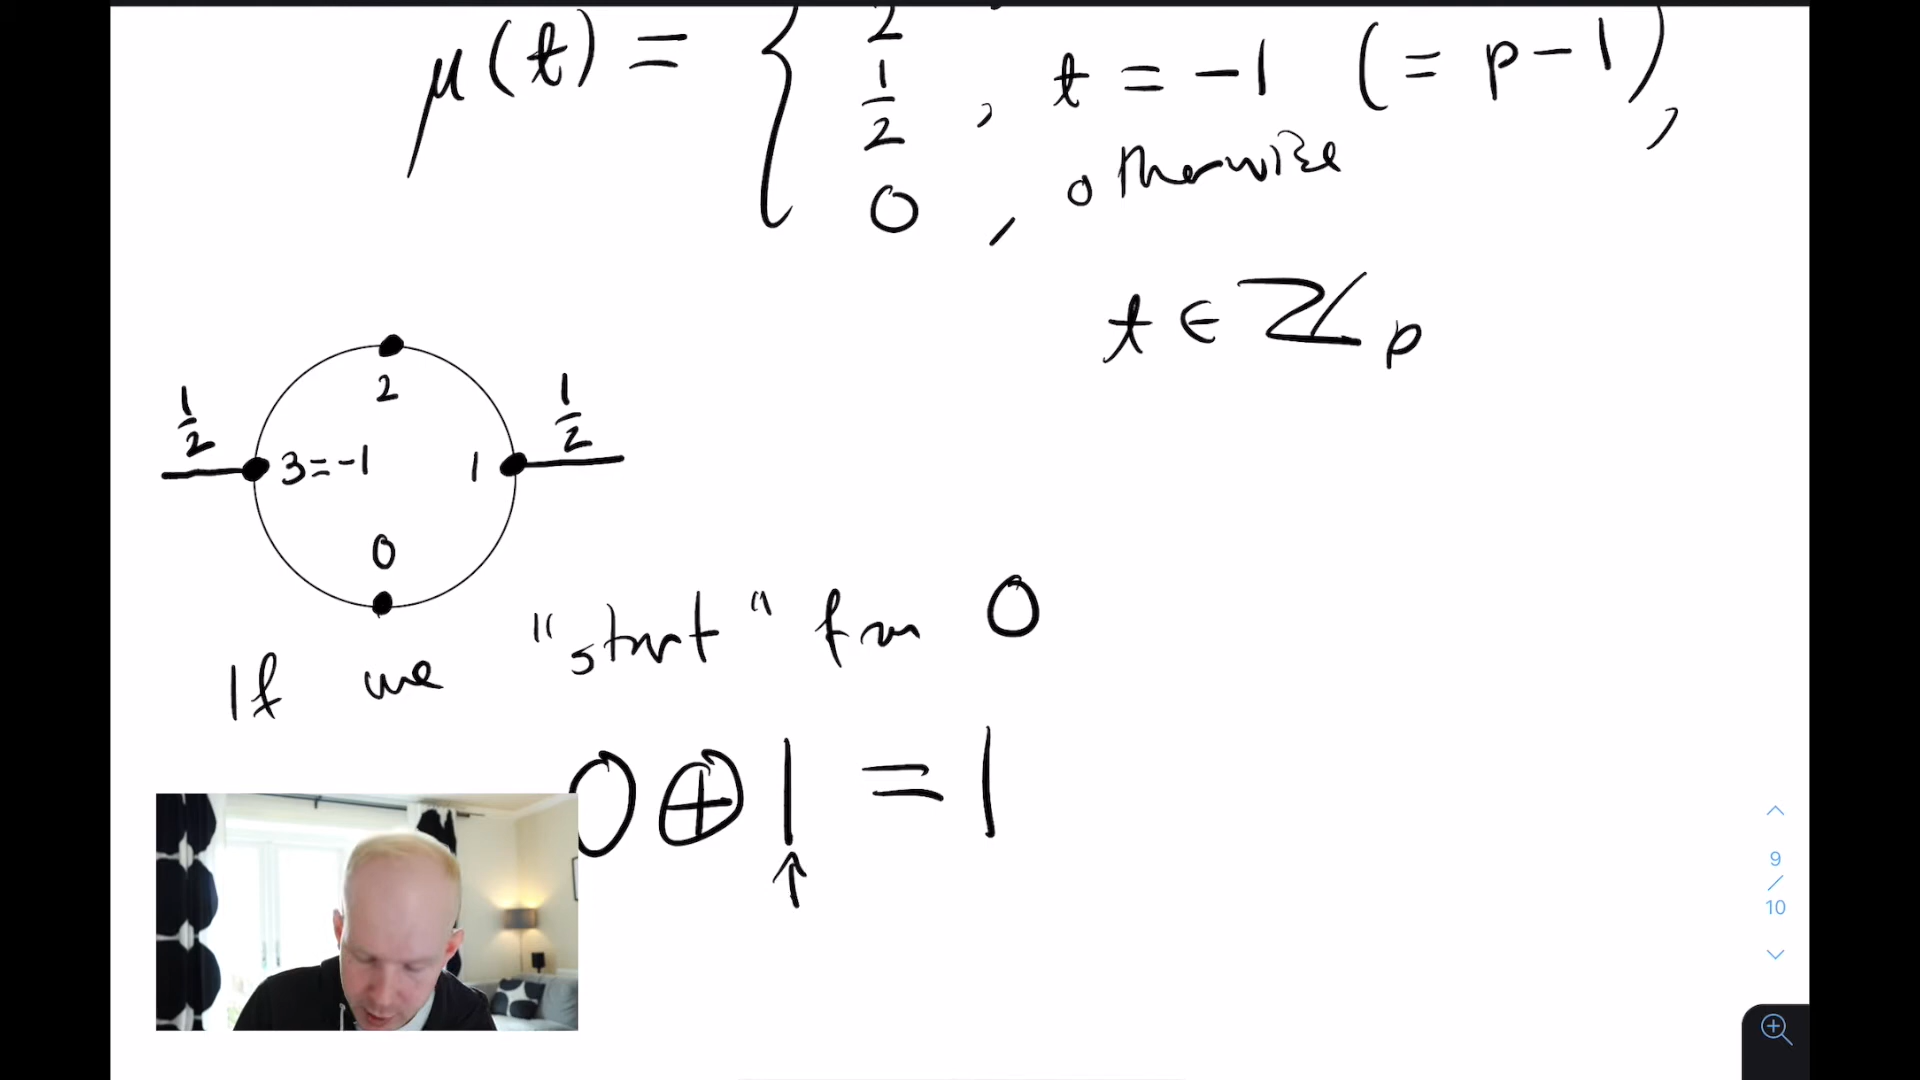 μ(t) = { 1/2 , t = -1 (= p-1),
0 , otherwise
t ∈ ℤ_p
2
1/2 1/2
3=-1 1
0
If we "start" from 0
0 ⊕ 1 = 1
↑
9
/
10